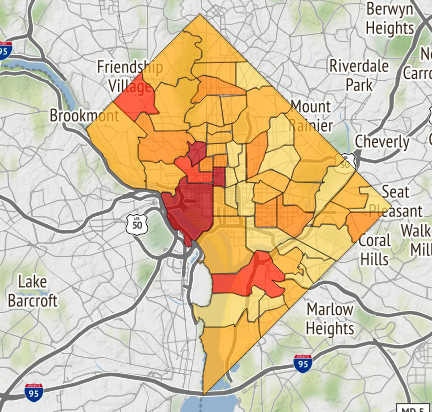 Berwyn
Heights
95
Friendship
Village
Riverdale
Park
Brookmont
Mount
Rainier
Cheverly
50
Seat
Pleasant
US
50
Coral
Hills
Walk
Mill
Lake
Barcroft
Marlow
Heights
95
95
MD 5